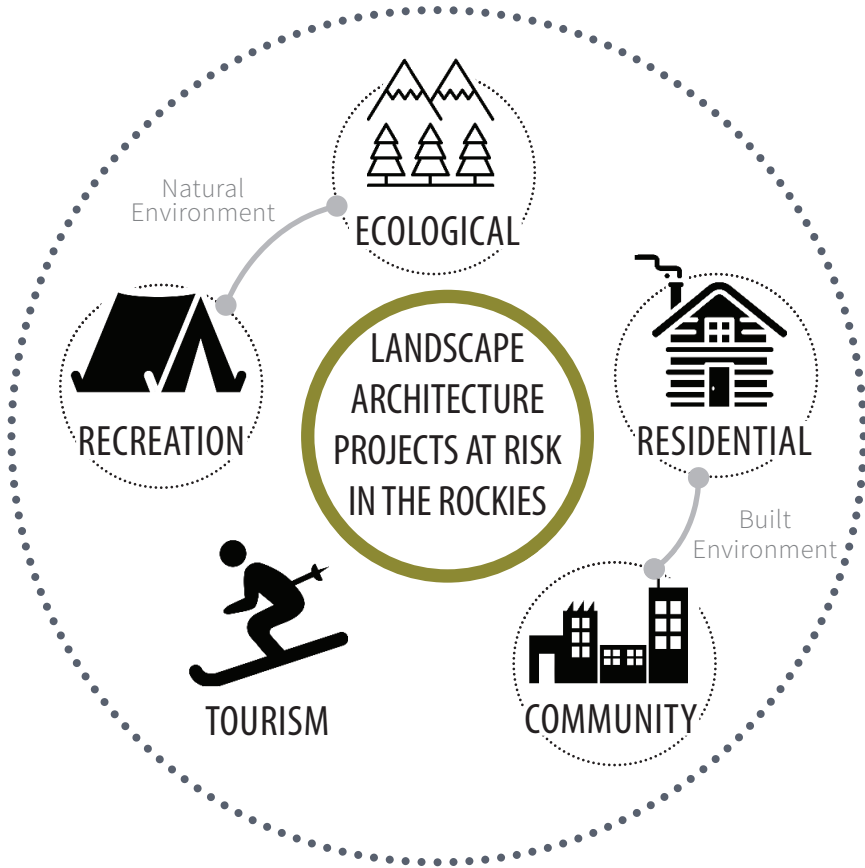 Natural
Environment
ECOLOGICAL
RECREATION
LANDSCAPE
ARCHITECTURE
PROJECTS AT RISK
IN THE ROCKIES
RESIDENTIAL
Built
Environment
TOURISM
COMMUNITY